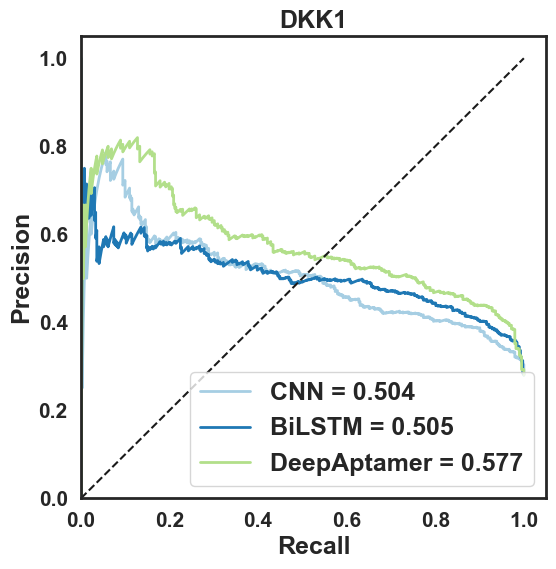 DKK1
Precision
1.0
0.8
0.6
0.4
0.2
0.0
CNN = 0.504
BiLSTM = 0.505
DeepAptamer = 0.577
0.0 0.2 0.4 0.6 0.8 1.0
Recall